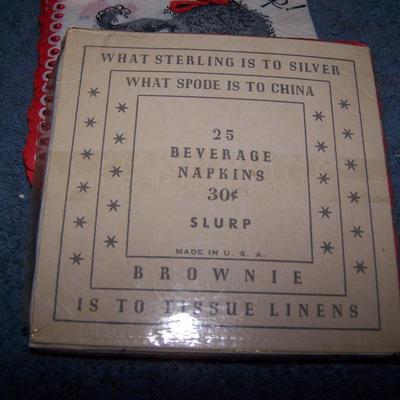 WHAT STERLING IS TO SILVER
WHAT SPODE IS TO CHINA
25
BEVERAGE
NAPKINS
30¢
SLURP
MADE IN U. S. A.
BROWNIE
IS TO TISSUE LINENS